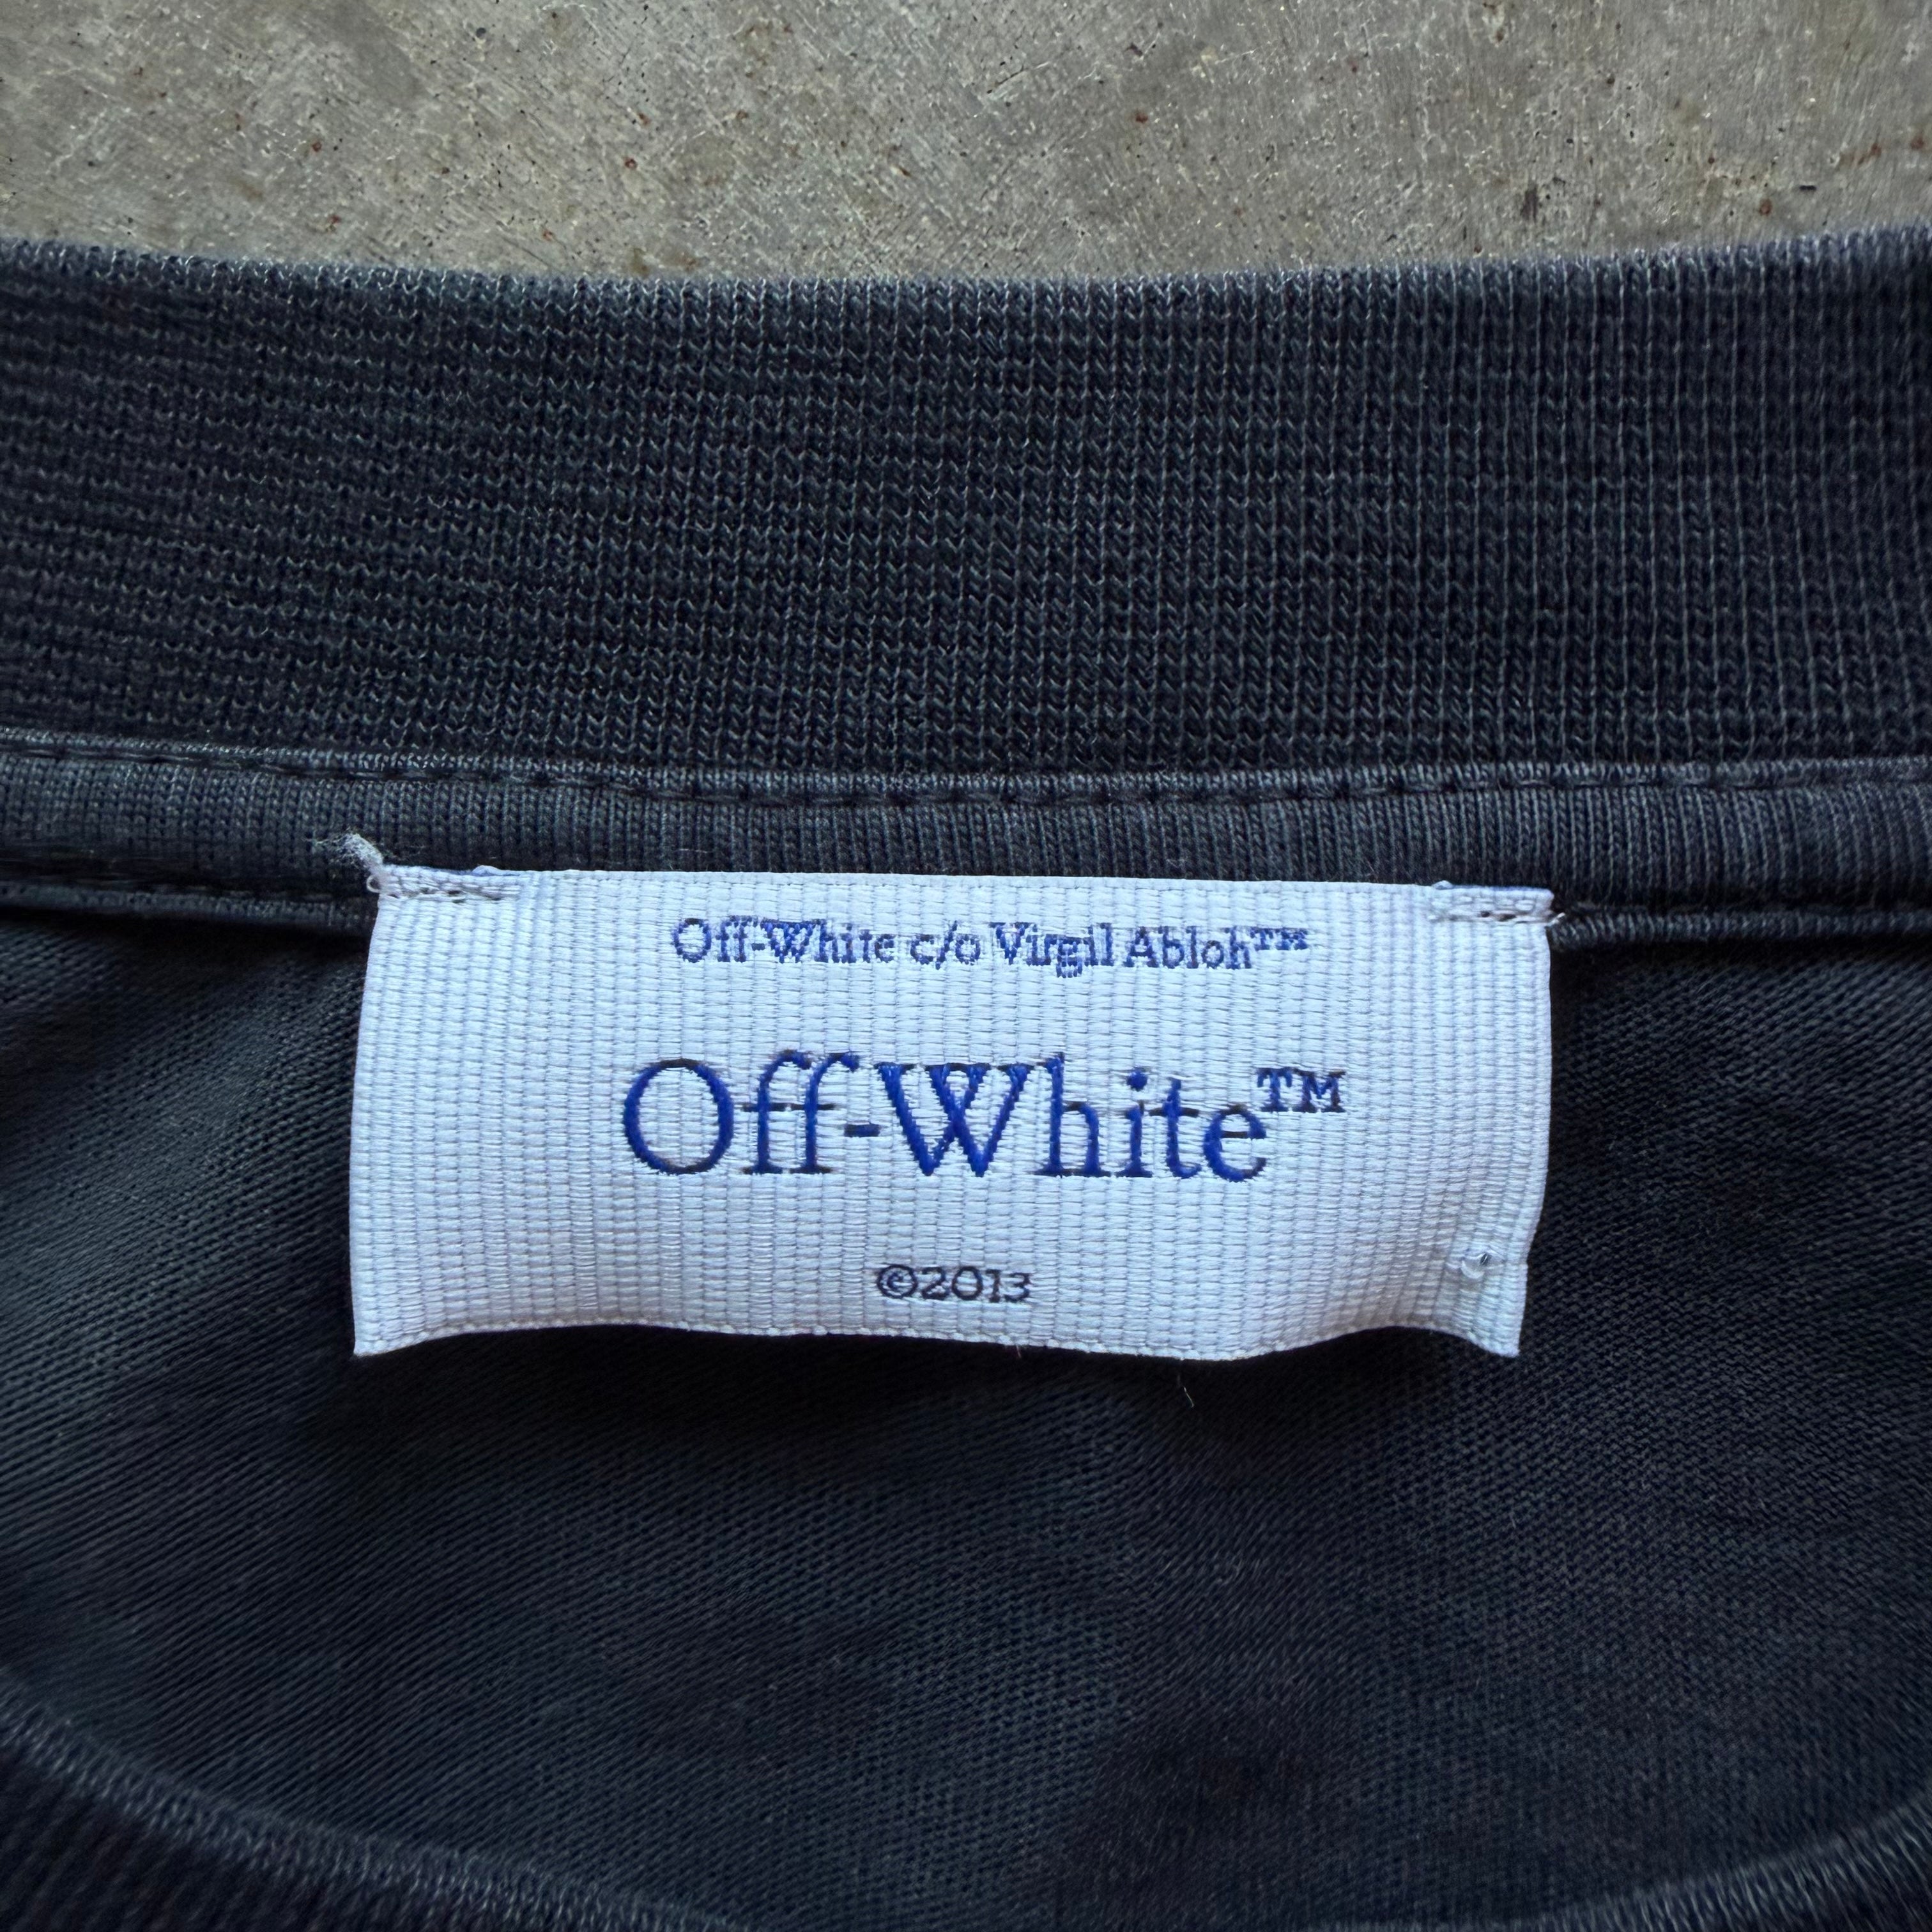 Off-White c/o Virgil Abloh™
Off-White™
©2013